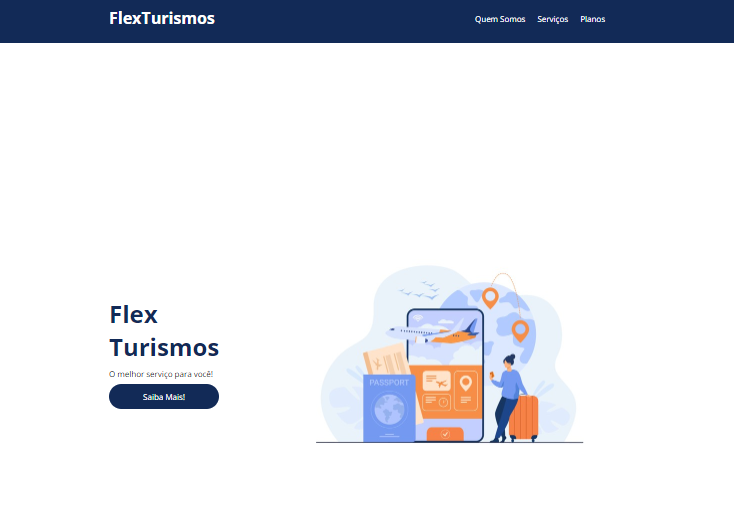 FlexTurismos
Quem Somos Serviços Planos
Flex
Turismos
O melhor serviço para você!
Saiba Mais!
PASSPORT